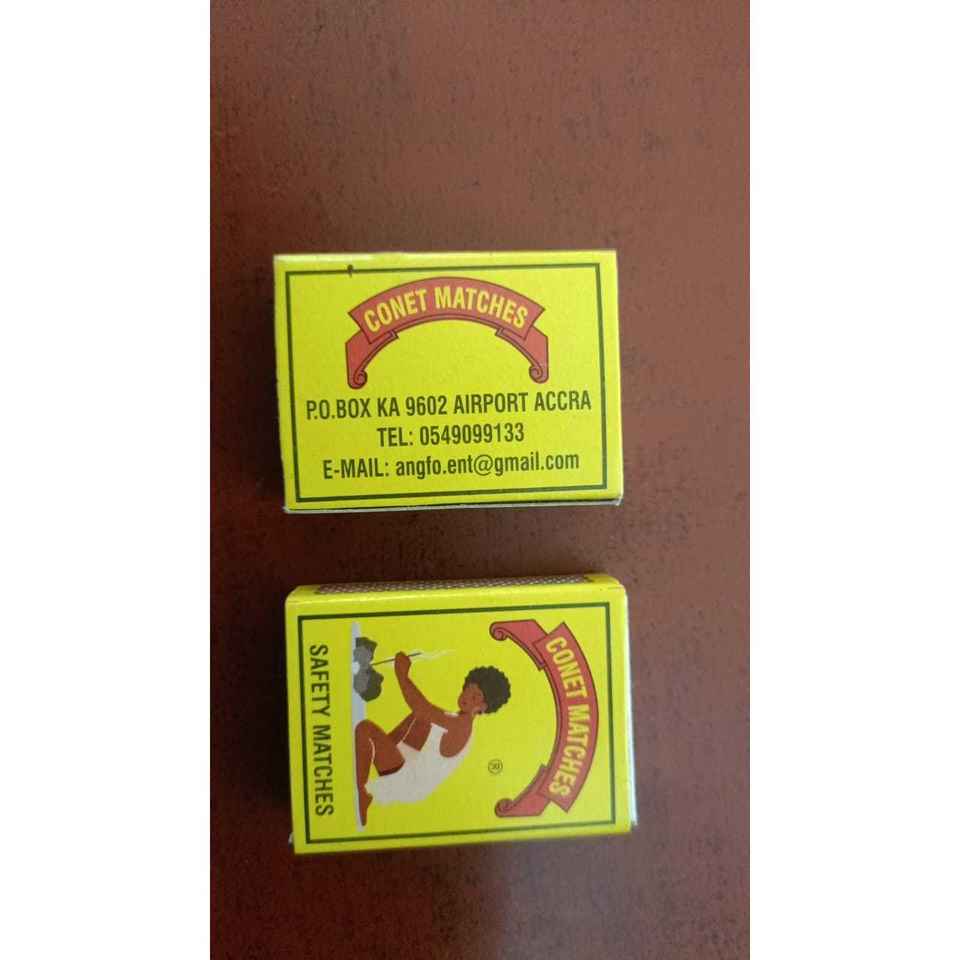 CONET MATCHES
P.O.BOX KA 9602 AIRPORT ACCRA
TEL: 0549099133
E-MAIL: angfo.ent@gmail.com
CONET MATCHES
SAFETY MATCHES